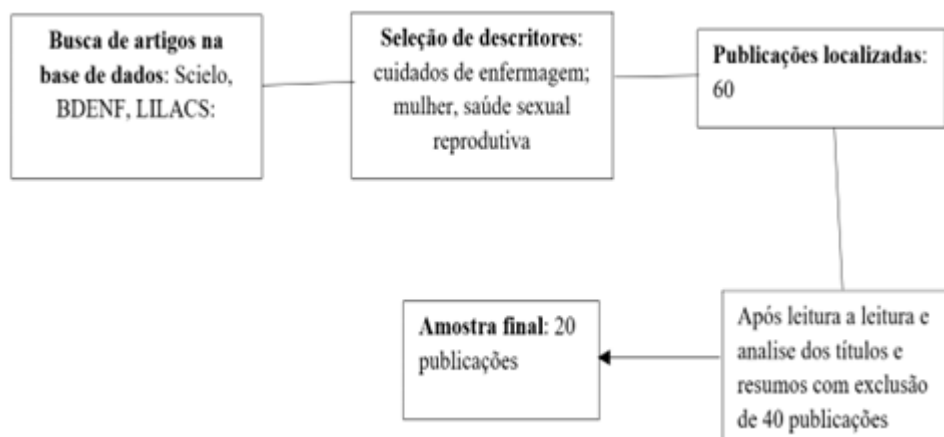 Busca de artigos na
base de dados: Scielo,
BDENF, LILACS:
Seleção de descritores:
cuidados de enfermagem;
mulher, saúde sexual
reprodutiva
Publicações localizadas:
60
Após leitura a leitura e
analise dos títulos e
resumos com exclusão
de 40 publicações
Amostra final: 20
publicações